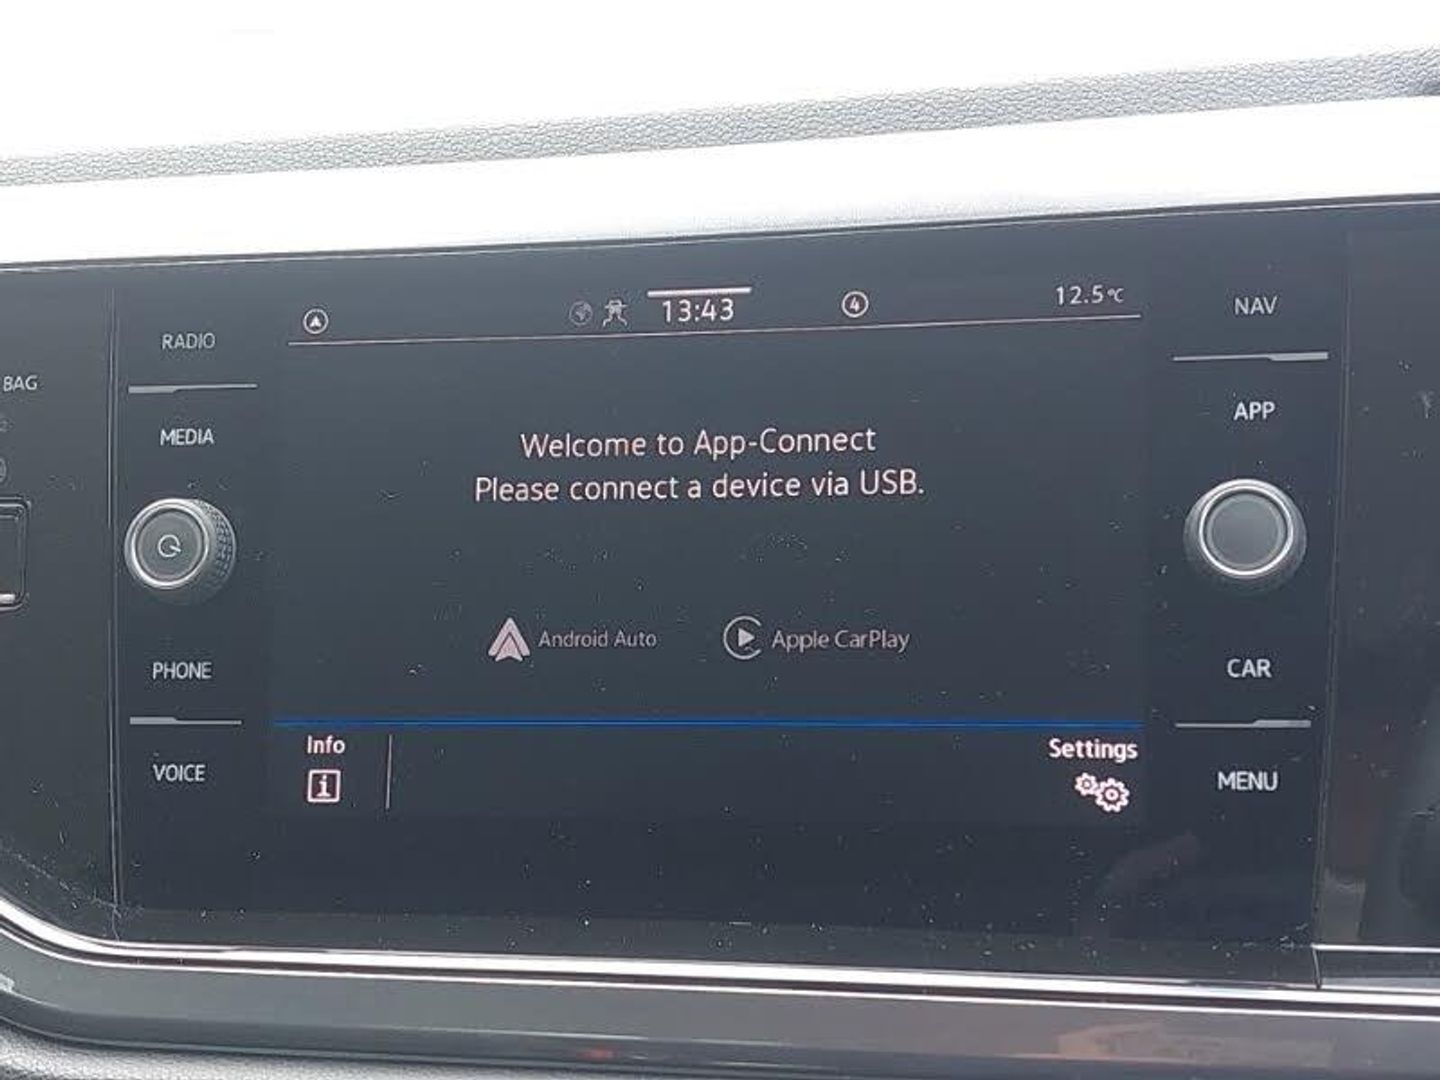 13:43
4
12.5°C
NAV
RADIO
BAG
MEDIA
APP
Welcome to App-Connect
Please connect a device via USB.
Android Auto
Apple CarPlay
PHONE
CAR
Info
Settings
VOICE
MENU